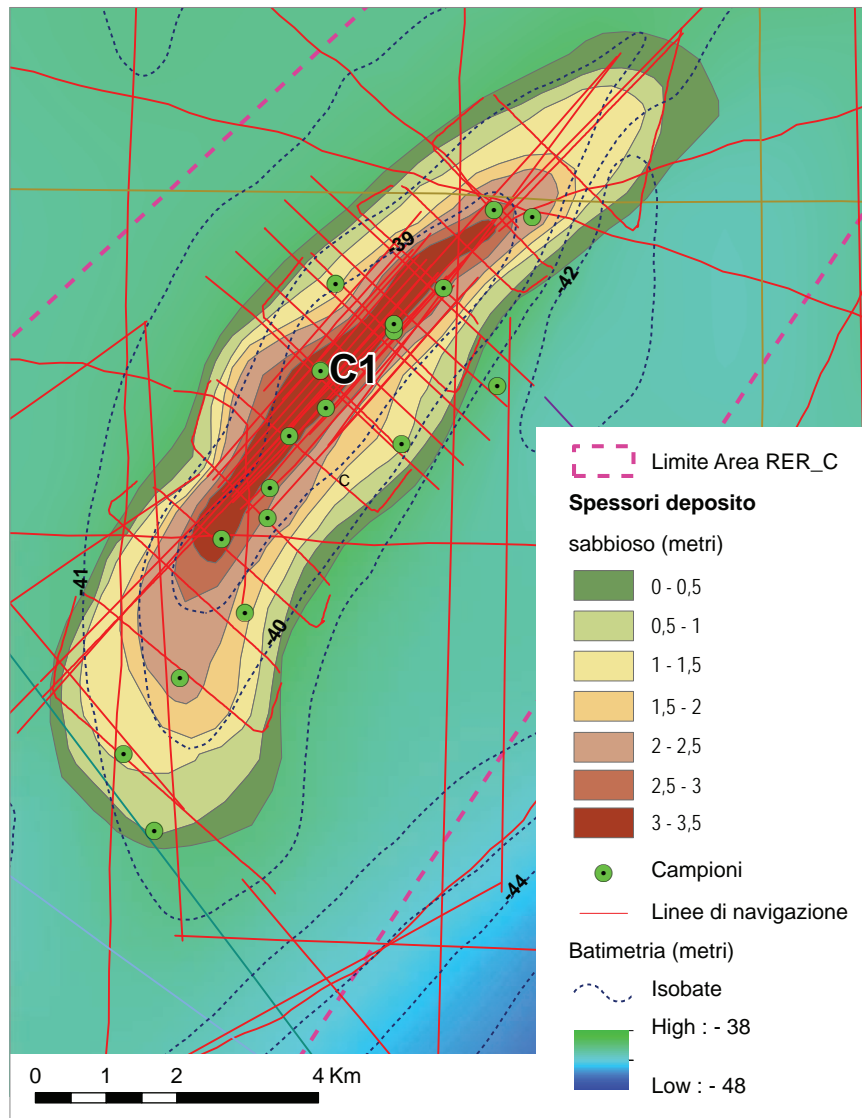 -39
-42
C1
C
-41
-40
-44
Limite Area RER_C
Spessori deposito
sabbioso (metri)
0 - 0,5
0,5 - 1
1 - 1,5
1,5 - 2
2 - 2,5
2,5 - 3
3 - 3,5
Campioni
Linee di navigazione
Batimetria (metri)
Isobate
High : - 38
Low : - 48
0 1 2 4 Km